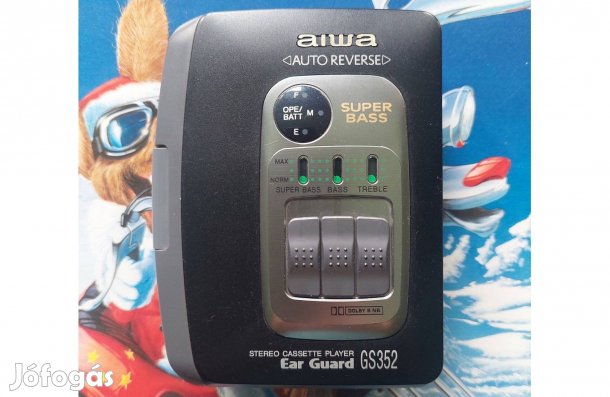 aiwa
◁AUTO REVERSE▷
F
OPE/
BATT
M
E
SUPER
BASS
MAX
NORM
SUPER BASS BASS TREBLE
DOLBY B NR
STEREO CASSETTE PLAYER
Ear Guard GS352
Jófogás